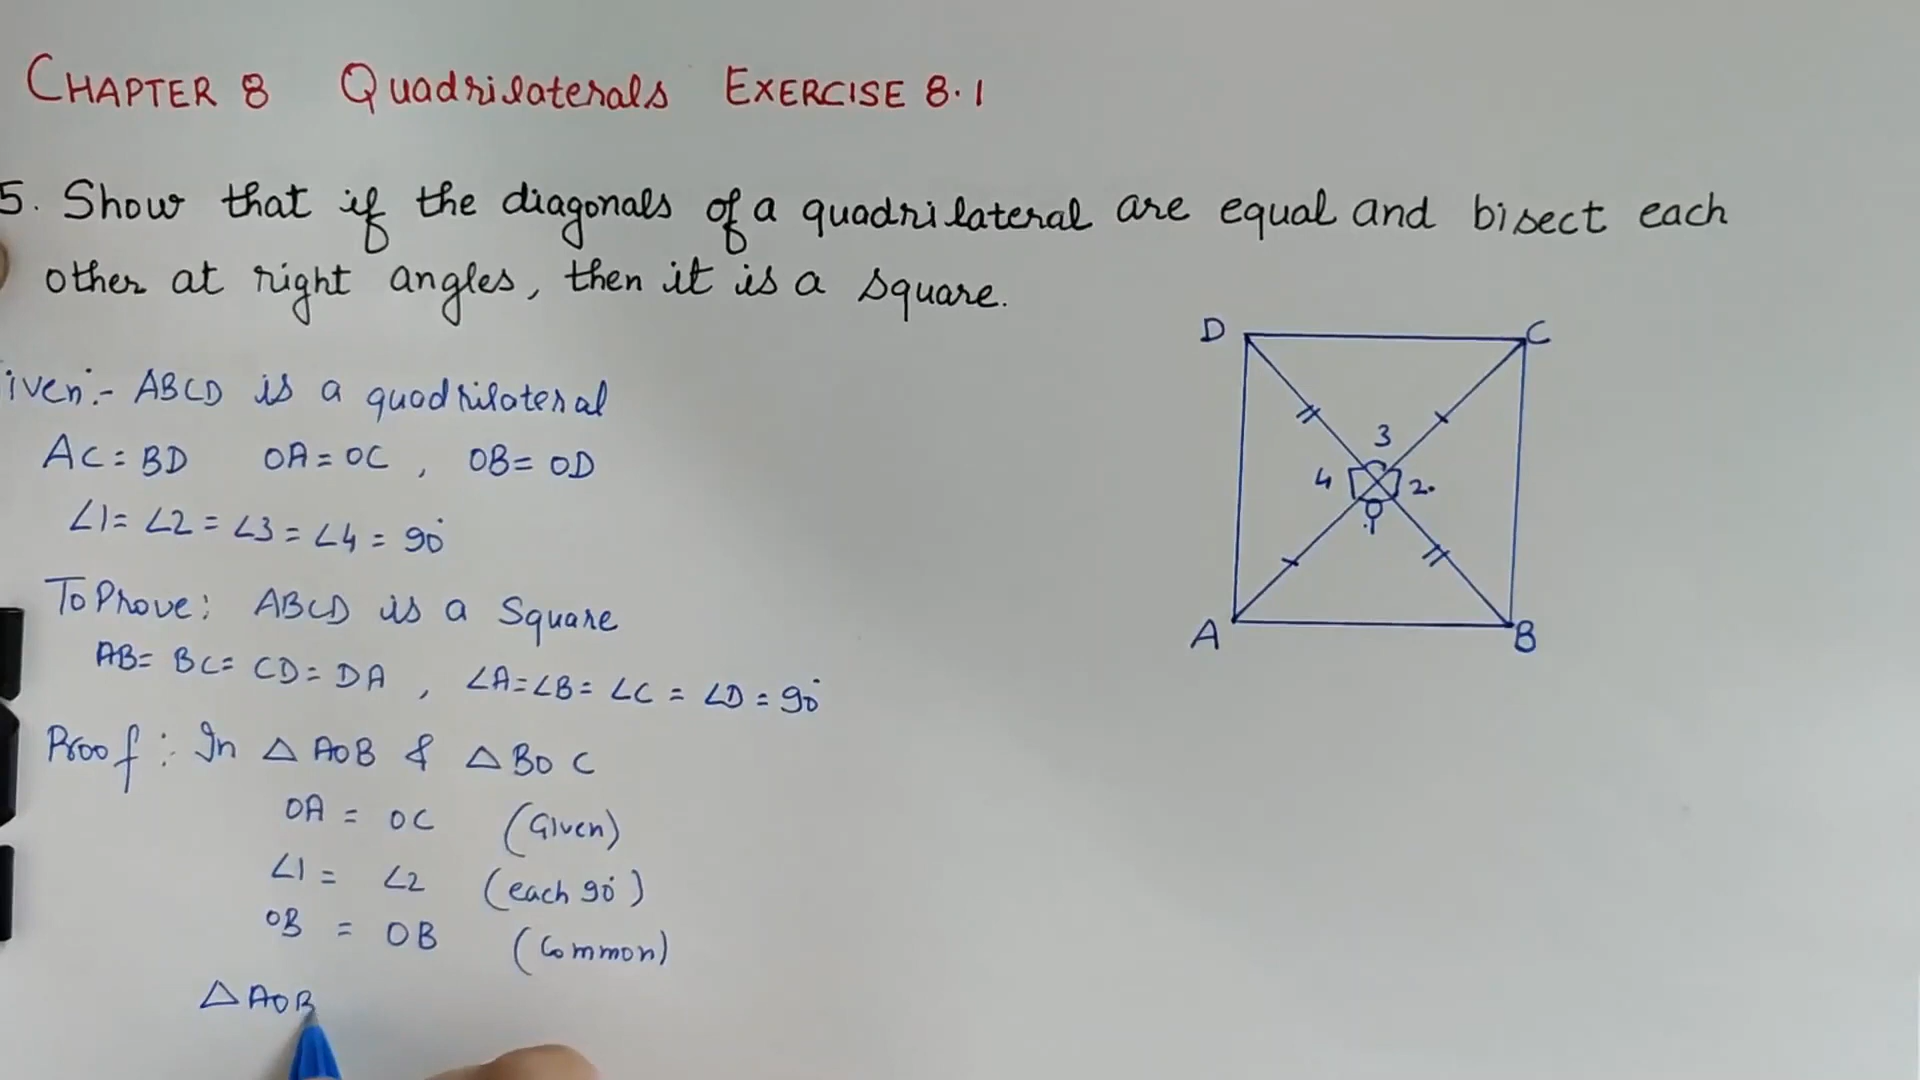 CHAPTER 8 Quadrilaterals EXERCISE 8.1
5. Show that if the diagonals of a quadrilateral are equal and bisect each
other at right angles, then it is a square.
iven:- ABCD is a quadrilateral
AC = BD OA = OC , OB = OD
∠1 = ∠2 = ∠3 = ∠4 = 90°
To Prove: ABCD is a Square
AB = BC = CD = DA , ∠A = ∠B = ∠C = ∠D = 90°
Proof: In △ AOB & △ BOC
OA = OC (Given)
∠1 = ∠2 (each 90°)
OB = OB (Common)
△ AOB
D C
3
4 2
O
1
A B